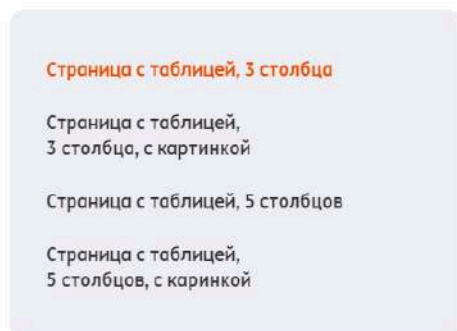 Страница с таблицей, 3 столбца
Страница с таблицей,
3 столбца, с картинкой
Страница с таблицей, 5 столбцов
Страница с таблицей,
5 столбцов, с каринкой